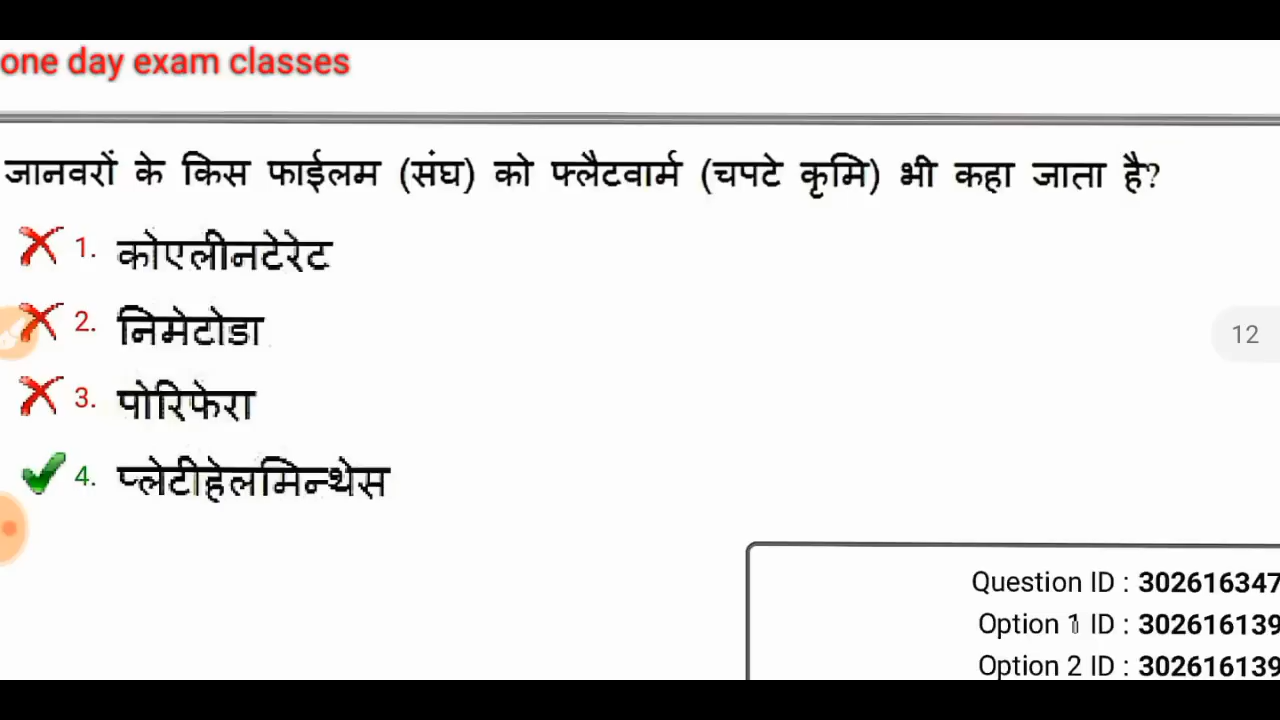 one day exam classes
जानवरों के किस फाईलम (संघ) को फ्लैटवार्म (चपटे कृमि) भी कहा जाता है?
1. कोएलीनटेरेट
2. निमेटोडा
12
3. पोरिफेरा
4. प्लेटीहेलमिन्थेस
Question ID : 302616347
Option 1 ID : 302616139
Option 2 ID : 302616139